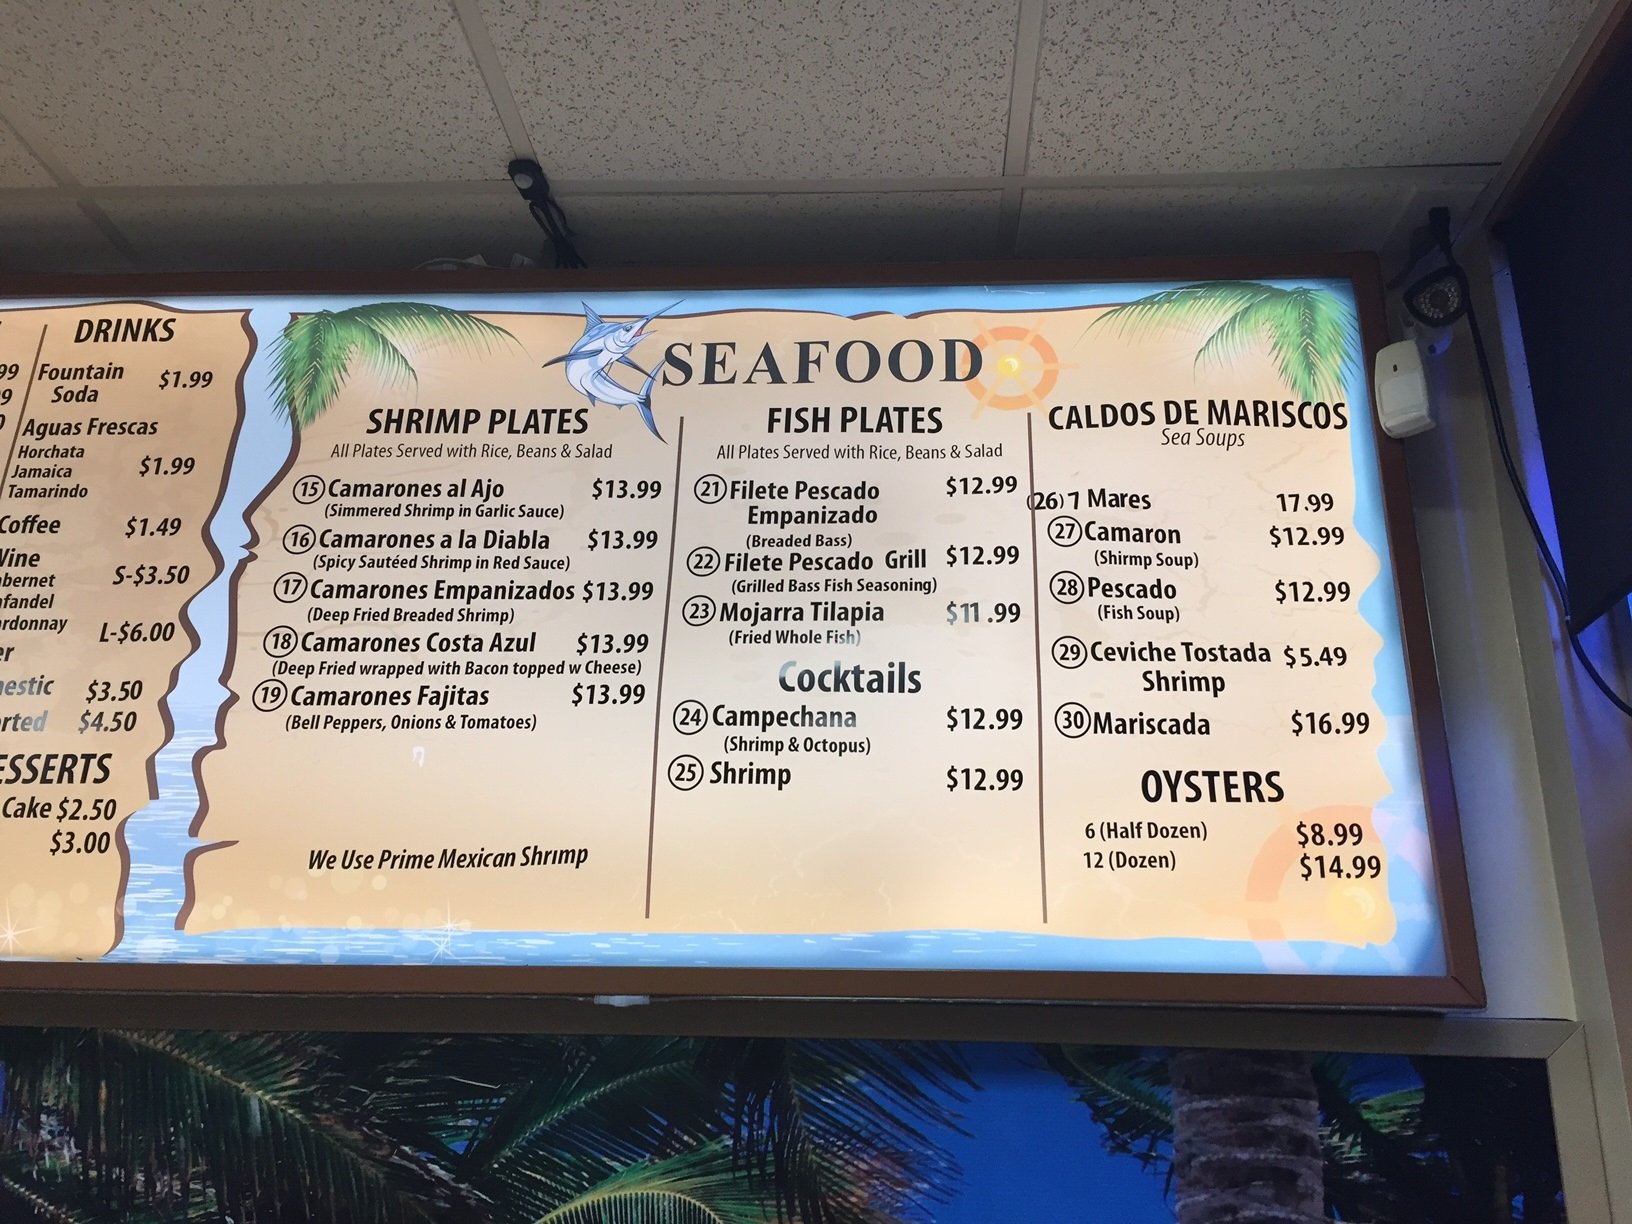 DRINKS
Fountain
Soda $1.99
Aguas Frescas
Horchata
Jamaica $1.99
Tamarindo
Coffee $1.49
S-$3.50
L-$6.00
$3.50
$4.50
Cake $2.50
$3.00
SEAFOOD
SHRIMP PLATES
All Plates Served with Rice, Beans & Salad
15 Camarones al Ajo $13.99
(Simmered Shrimp in Garlic Sauce)
16 Camarones a la Diabla $13.99
(Spicy Sautéed Shrimp in Red Sauce)
17 Camarones Empanizados $13.99
(Deep Fried Breaded Shrimp)
18 Camarones Costa Azul $13.99
(Deep Fried wrapped with Bacon topped w Cheese)
19 Camarones Fajitas $13.99
(Bell Peppers, Onions & Tomatoes)
We Use Prime Mexican Shrimp
FISH PLATES
All Plates Served with Rice, Beans & Salad
21 Filete Pescado $12.99
Empanizado
(Breaded Bass)
22 Filete Pescado Grill $12.99
(Grilled Bass Fish Seasoning)
23 Mojarra Tilapia $11.99
(Fried Whole Fish)
Cocktails
24 Campechana $12.99
(Shrimp & Octopus)
25 Shrimp $12.99
CALDOS DE MARISCOS
Sea Soups
(26) 7 Mares 17.99
27 Camaron $12.99
(Shirmp Soup)
28 Pescado $12.99
(Fish Soup)
29 Ceviche Tostada $5.49
Shrimp
30 Mariscada $16.99
OYSTERS
6 (Half Dozen) $8.99
12 (Dozen) $14.99